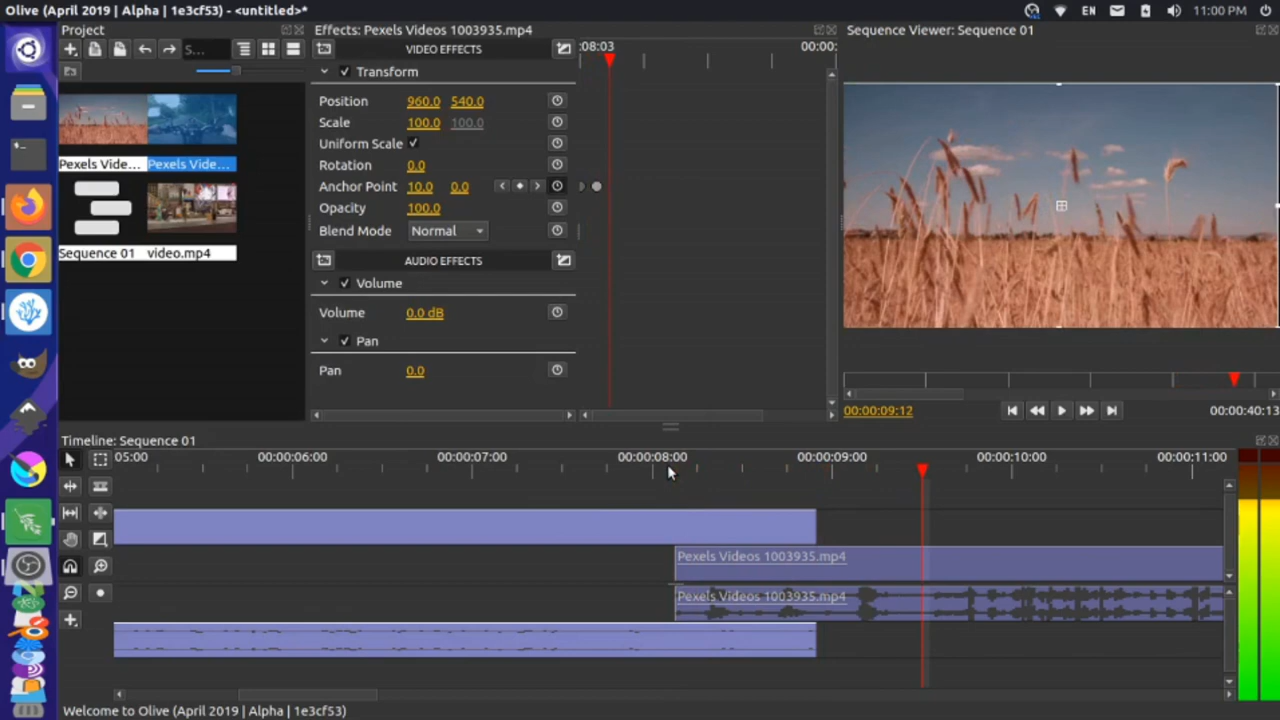 Olive (April 2019 | Alpha | 1e3cf53) - <untitled>*
EN
11:00 PM
Project
Effects: Pexels Videos 1003935.mp4
Sequence Viewer: Sequence 01
S...
VIDEO EFFECTS
:08:03
00:00:
Transform
Position 960.0 540.0
Scale 100.0 100.0
Uniform Scale
Rotation 0.0
Anchor Point 10.0 0.0
Opacity 100.0
Blend Mode Normal
Pexels Vide... Pexels Vide...
Sequence 01 video.mp4
AUDIO EFFECTS
Volume
Volume 0.0 dB
Pan
Pan 0.0
00:00:09:12
00:00:40:13
Timeline: Sequence 01
05:00 00:00:06:00 00:00:07:00 00:00:08:00 00:00:09:00 00:00:10:00 00:00:11:00
Pexels Videos 1003935.mp4
Pexels Videos 1003935.mp4
Welcome to Olive (April 2019 | Alpha | 1e3cf53)